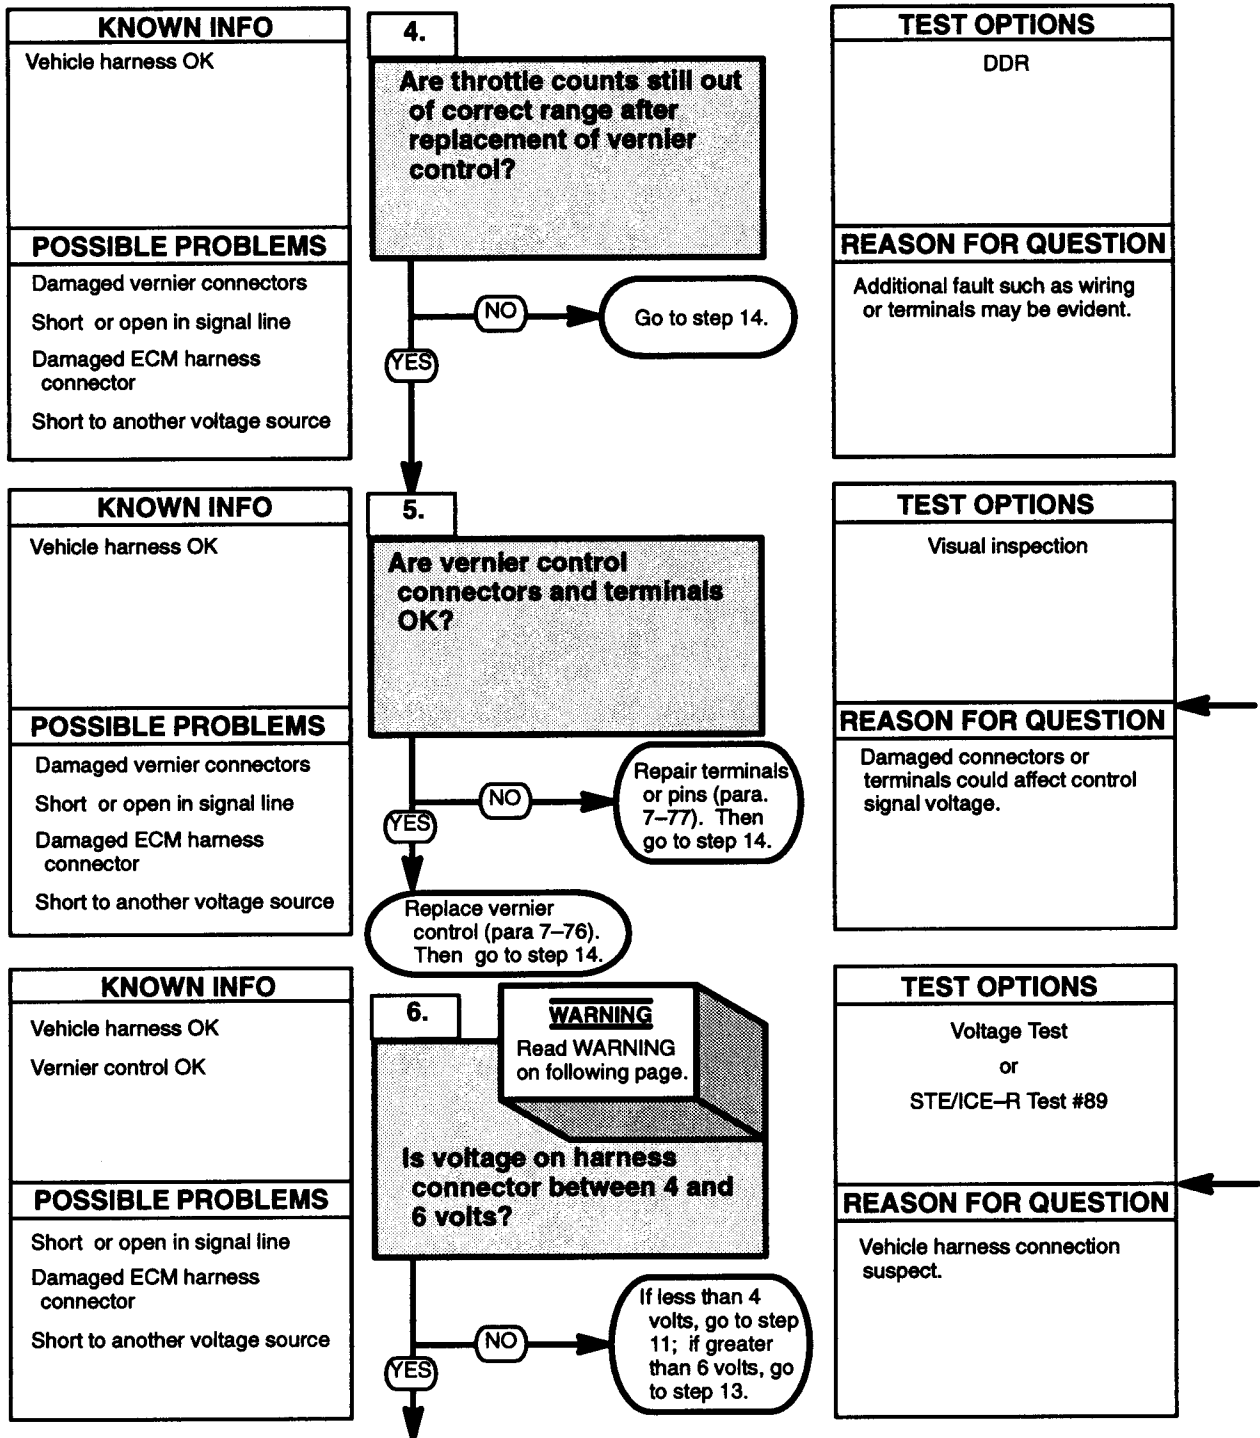 KNOWN INFO
Vehicle harness OK
POSSIBLE PROBLEMS
Damaged vernier connectors
Short or open in signal line
Damaged ECM harness
connector
Short to another voltage source
4.
Are throttle counts still out
of correct range after
replacement of vernier
control?
NO
Go to step 14.
YES
TEST OPTIONS
DDR
REASON FOR QUESTION
Additional fault such as wiring
or terminals may be evident.
KNOWN INFO
Vehicle harness OK
POSSIBLE PROBLEMS
Damaged vernier connectors
Short or open in signal line
Damaged ECM harness
connector
Short to another voltage source
5.
Are vernier control
connectors and terminals
OK?
NO
Repair terminals
or pins (para.
7–77). Then
go to step 14.
YES
Replace vernier
control (para 7–76).
Then go to step 14.
TEST OPTIONS
Visual inspection
REASON FOR QUESTION
Damaged connectors or
terminals could affect control
signal voltage.
KNOWN INFO
Vehicle harness OK
Vernier control OK
POSSIBLE PROBLEMS
Short or open in signal line
Damaged ECM harness
connector
Short to another voltage source
6.
WARNING
Read WARNING
on following page.
Is voltage on harness
connector between 4 and
6 volts?
NO
If less than 4
volts, go to step
11; if greater
than 6 volts, go
to step 13.
YES
TEST OPTIONS
Voltage Test
or
STE/ICE–R Test #89
REASON FOR QUESTION
Vehicle harness connection
suspect.